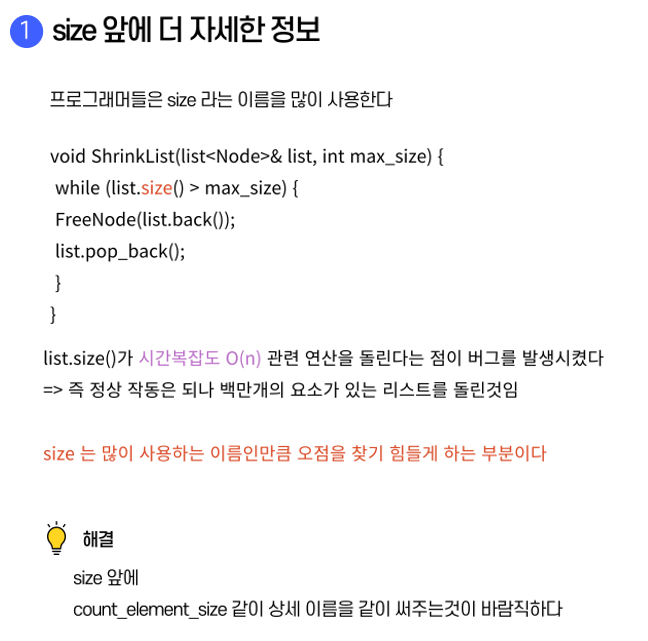 1 size 앞에 더 자세한 정보
프로그래머들은 size 라는 이름을 많이 사용한다
void ShrinkList(list<Node>& list, int max_size) {
while (list.size() > max_size) {
FreeNode(list.back());
list.pop_back();
}
}
list.size()가 시간복잡도 O(n) 관련 연산을 돌린다는 점이 버그를 발생시켰다
=> 즉 정상 작동은 되나 백만개의 요소가 있는 리스트를 돌린것임
size 는 많이 사용하는 이름인만큼 오점을 찾기 힘들게 하는 부분이다
해결
size 앞에
count_element_size 같이 상세 이름을 같이 써주는것이 바람직하다